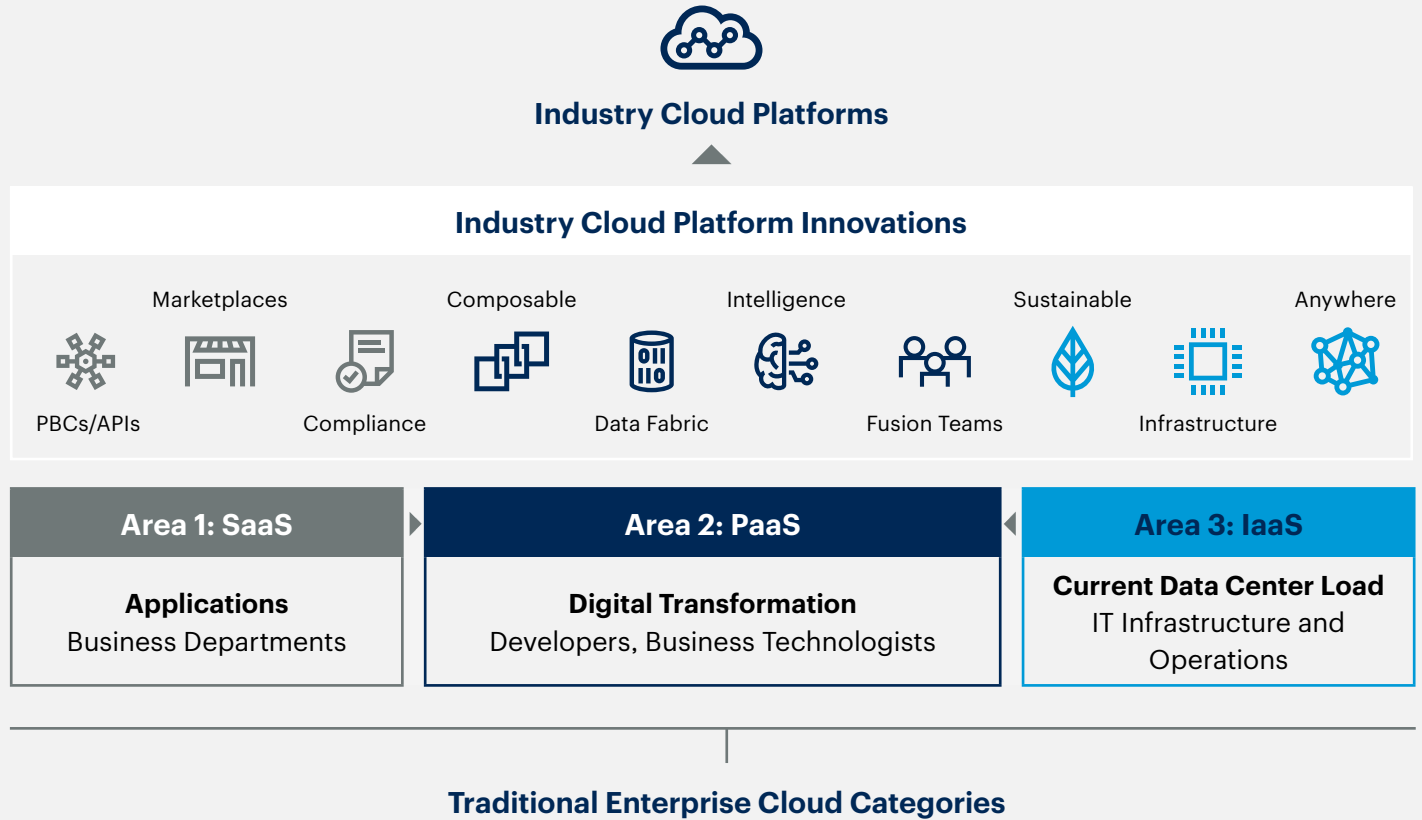 Industry Cloud Platforms
Industry Cloud Platform Innovations
Marketplaces
Composable
Intelligence
Sustainable
Anywhere
PBCs/APIs
Compliance
Data Fabric
Fusion Teams
Infrastructure
Area 1: SaaS
Applications
Business Departments
Area 2: PaaS
Digital Transformation
Developers, Business Technologists
Area 3: IaaS
Current Data Center Load
IT Infrastructure and
Operations
Traditional Enterprise Cloud Categories